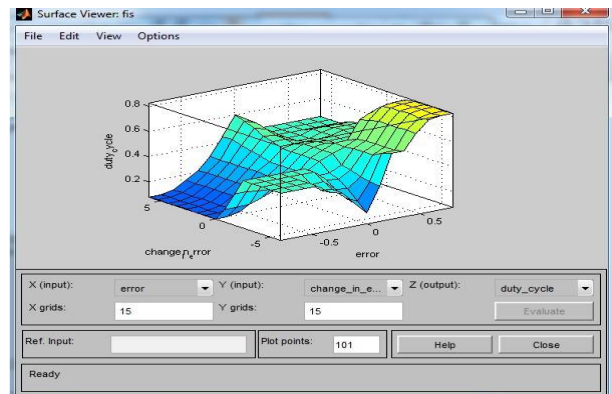 Surface Viewer: fis
File Edit View Options
0.8
0.6
0.4
0.2
duty_cycle
5
0
-5
change_in_error
-0.5
0
0.5
error
X (input): error Y (input): change_in_e... Z (output): duty_cycle
X grids: 15 Y grids: 15 Evaluate
Ref. Input: Plot points: 101 Help Close
Ready